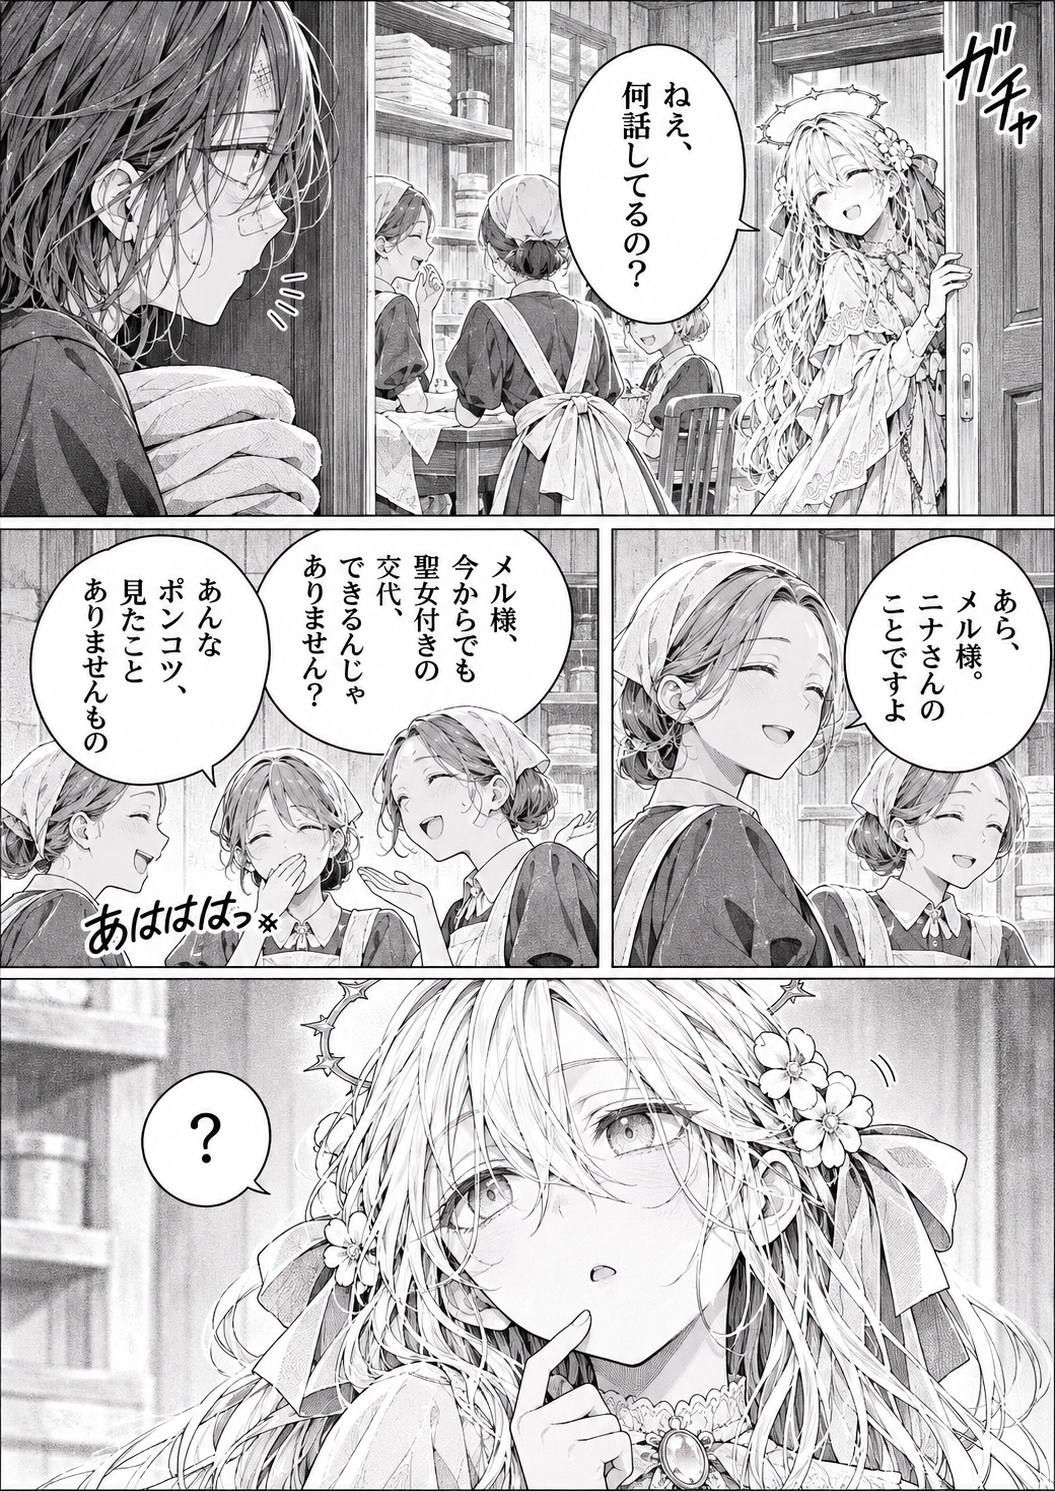 ガチャ
ねえ、
何話してるの？
あら、
メル様。
ニナさんの
ことですよ
メル様、
今からでも
聖女付きの
交代、
できるんじゃ
ありません？
あんな
ポンコツ、
見たこと
ありませんもの
あはははっ
？